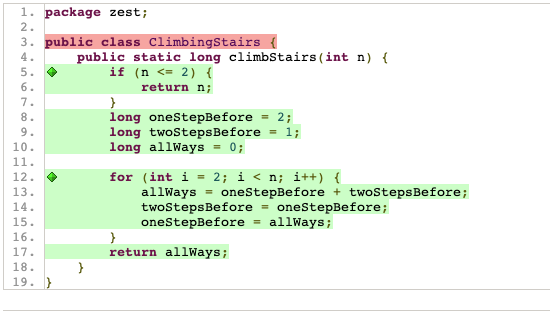 1. package zest;
2.
3. public class ClimbingStairs {
4.     public static long climbStairs(int n) {
5.         if (n <= 2) {
6.             return n;
7.         }
8.         long oneStepBefore = 2;
9.         long twoStepsBefore = 1;
10.         long allWays = 0;
11.
12.         for (int i = 2; i < n; i++) {
13.             allWays = oneStepBefore + twoStepsBefore;
14.             twoStepsBefore = oneStepBefore;
15.             oneStepBefore = allWays;
16.         }
17.         return allWays;
18.     }
19. }